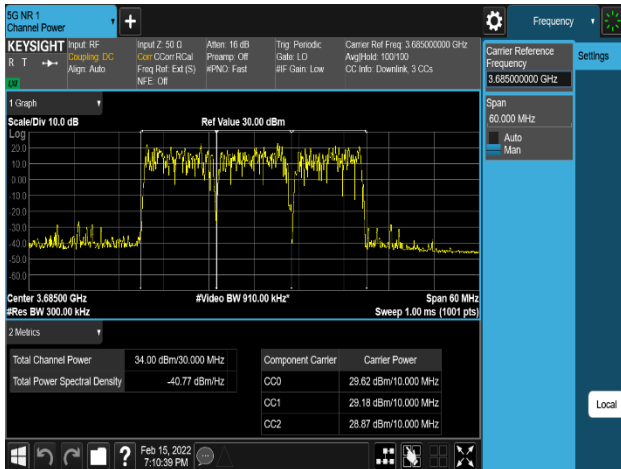 5G NR 1
Channel Power
+
Frequency
KEYSIGHT
R T
LXI
Input: RF
Coupling: DC
Align: Auto
Input Z: 50 Ω
Corr CCorr RCal
Freq Ref: Ext (S)
NFE: Off
Atten: 16 dB
Preamp: Off
#PNO: Fast
Trig: Periodic
Gate: LO
#IF Gain: Low
Carrier Ref Freq: 3.685000000 GHz
Avg|Hold: 100/100
CC Info: Downlink, 3 CCs
Carrier Reference
Frequency
3.685000000 GHz
Settings
Span
60.000 MHz
Auto
Man
1 Graph
Scale/Div 10.0 dB
Ref Value 30.00 dBm
Log
20.0
10.0
0.00
-10.0
-20.0
-30.0
-40.0
-50.0
-60.0
Center 3.68500 GHz
#Video BW 910.00 kHz*
Span 60 MHz
#Res BW 300.00 kHz
Sweep 1.00 ms (1001 pts)
2 Metrics
Total Channel Power 34.00 dBm/30.000 MHz
Total Power Spectral Density -40.77 dBm/Hz
Component Carrier Carrier Power
CC0 29.62 dBm/10.000 MHz
CC1 29.18 dBm/10.000 MHz
CC2 28.87 dBm/10.000 MHz
Local
?
Feb 15, 2022
7:10:39 PM